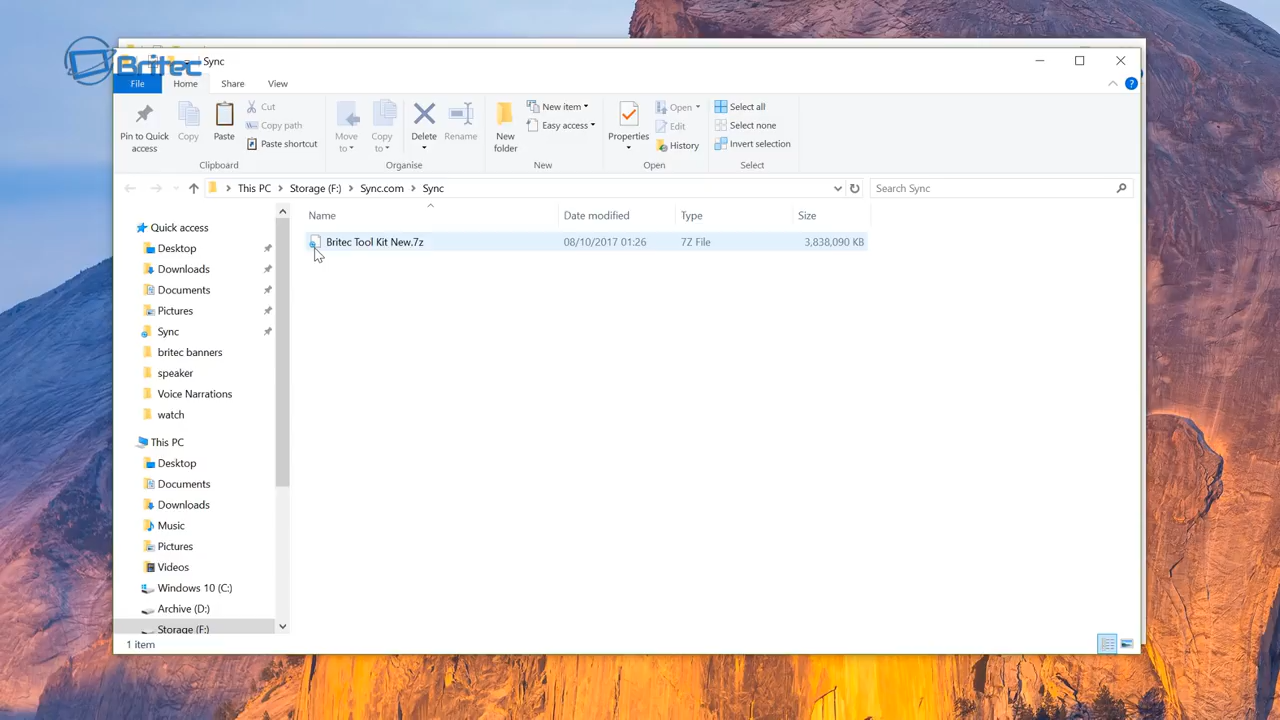 Britec
Sync
File
Home
Share
View
Pin to Quick
access
Copy
Paste
Cut
Copy path
Paste shortcut
Clipboard
Move
to
Copy
to
Delete
Rename
Organise
New
folder
New item
Easy access
New
Properties
Open
Edit
History
Open
Select all
Select none
Invert selection
Select
This PC
Storage (F:)
Sync.com
Sync
Search Sync
Name
Date modified
Type
Size
Britec Tool Kit New.7z
08/10/2017 01:26
7Z File
3,838,090 KB
Quick access
Desktop
Downloads
Documents
Pictures
Sync
britec banners
speaker
Voice Narrations
watch
This PC
Desktop
Documents
Downloads
Music
Pictures
Videos
Windows 10 (C:)
Archive (D:)
Storage (F:)
1 item